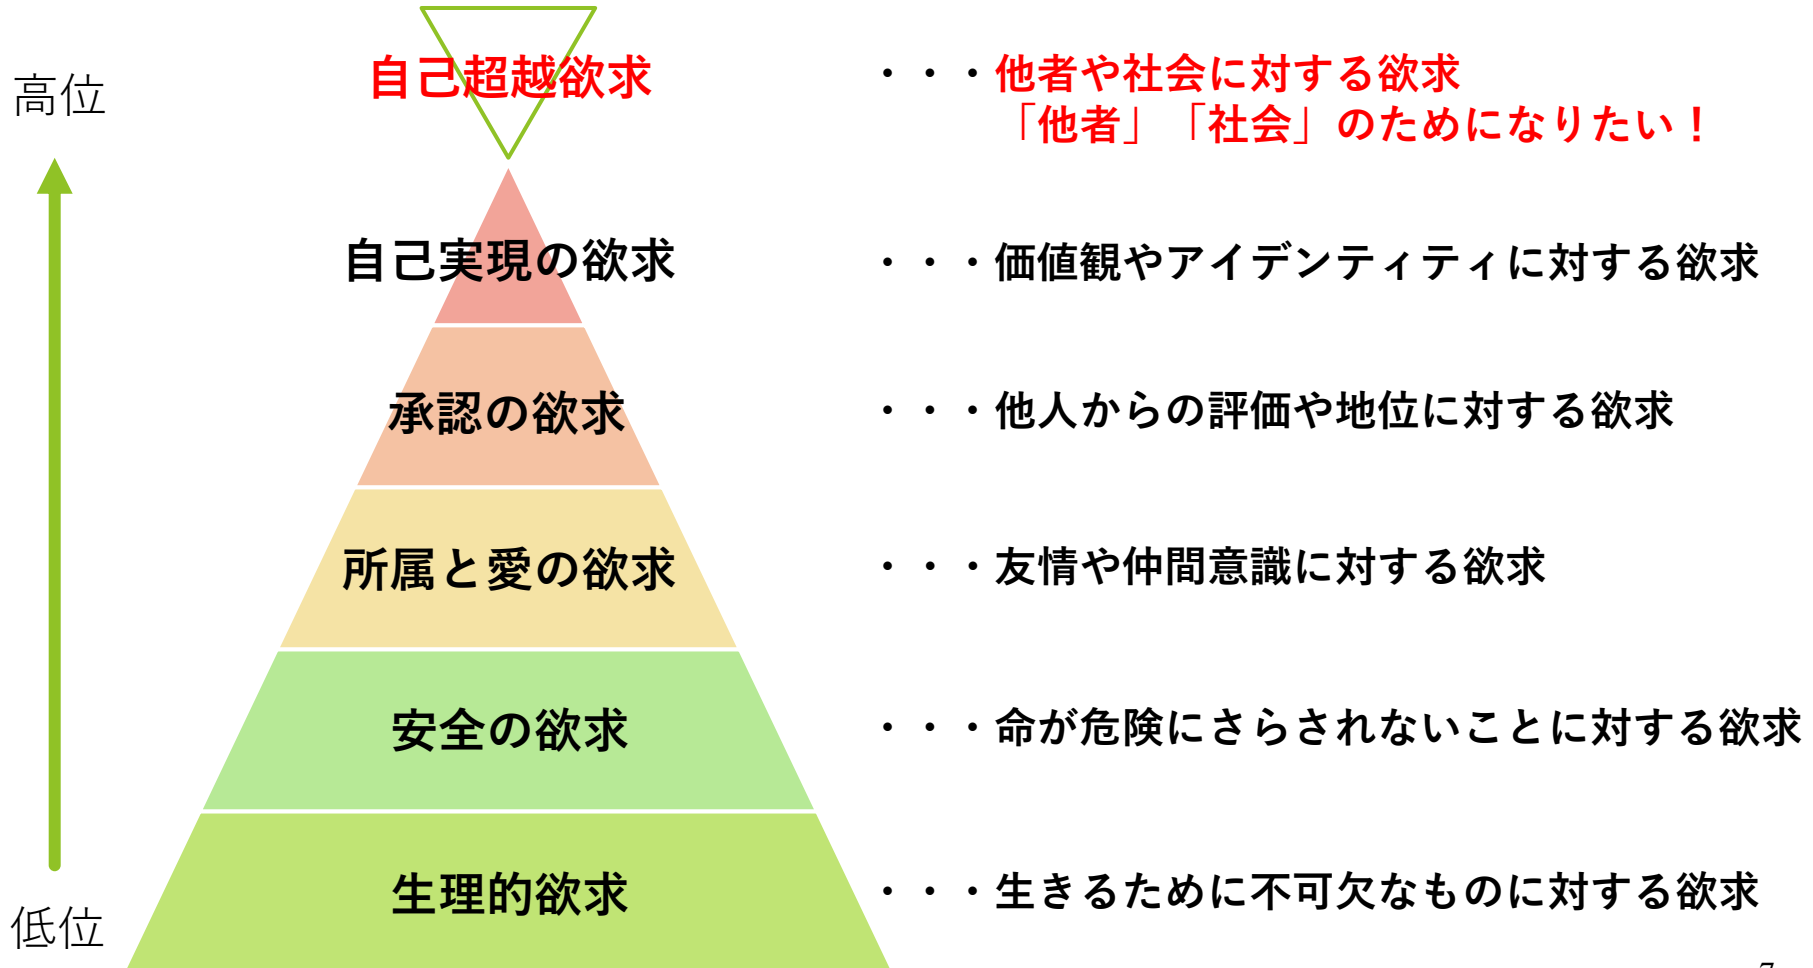 高位
自己超越欲求
・・・他者や社会に対する欲求
「他者」「社会」のためになりたい！
自己実現の欲求
・・・価値観やアイデンティティに対する欲求
承認の欲求
・・・他人からの評価や地位に対する欲求
所属と愛の欲求
・・・友情や仲間意識に対する欲求
安全の欲求
・・・命が危険にさらされないことに対する欲求
生理的欲求
・・・生きるために不可欠なものに対する欲求
低位
7